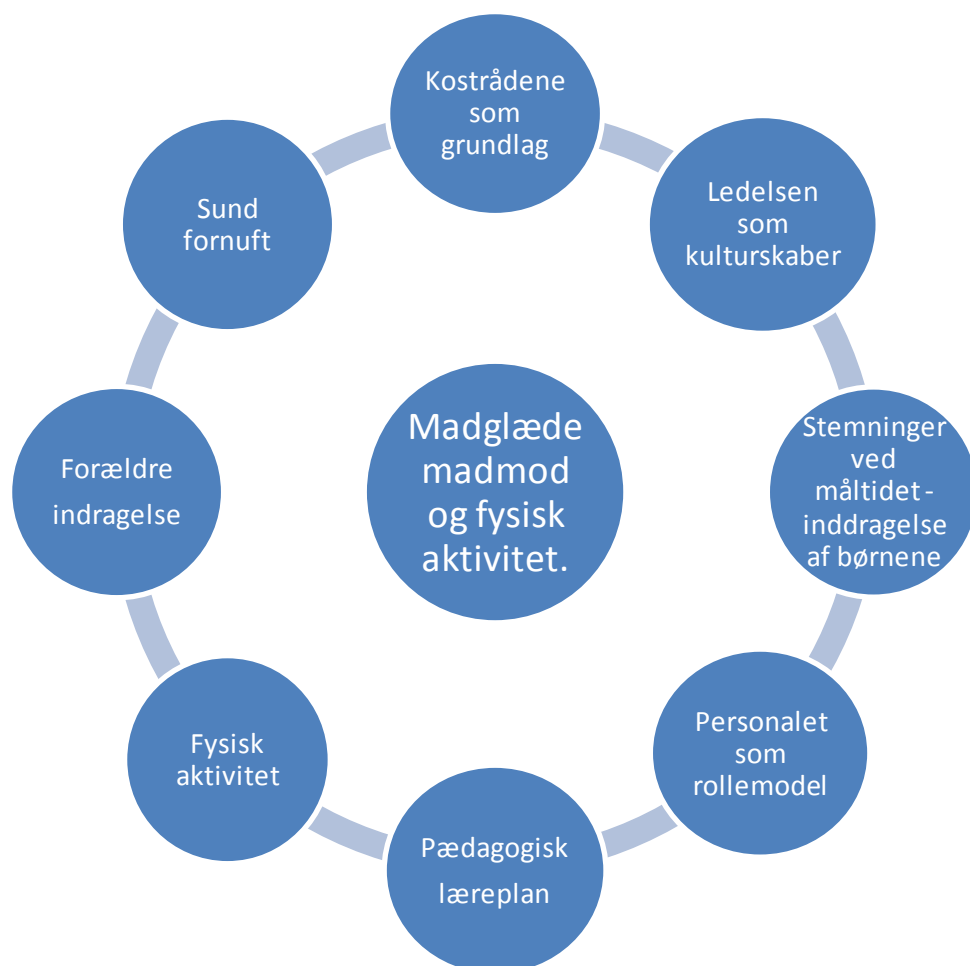 Kostrådene
som
grundlag
Ledelsen
som
kulturskaber
Stemninger
ved
måltidet -
inddragelse
af børnene
Personalet
som
rollemodel
Pædagogisk
læreplan
Fysisk
aktivitet
Forældre
indragelse
Sund
fornuft
Madglæde
madmod
og fysisk
aktivitet.